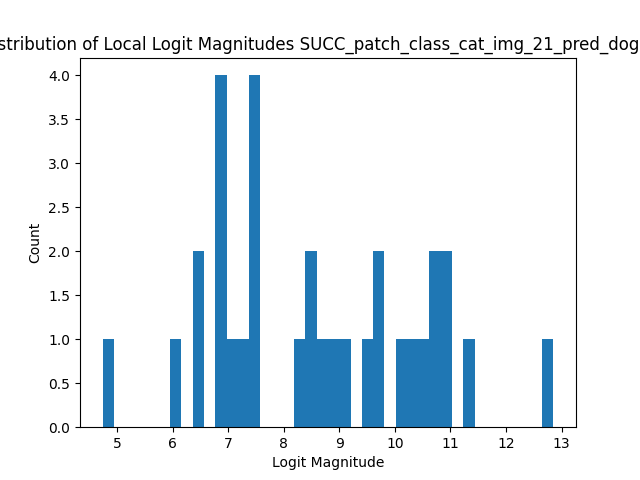 stribution of Local Logit Magnitudes SUCC_patch_class_cat_img_21_pred_dog
4.0
3.5
3.0
2.5
2.0
1.5
1.0
0.5
0.0
Count
5 6 7 8 9 10 11 12 13
Logit Magnitude